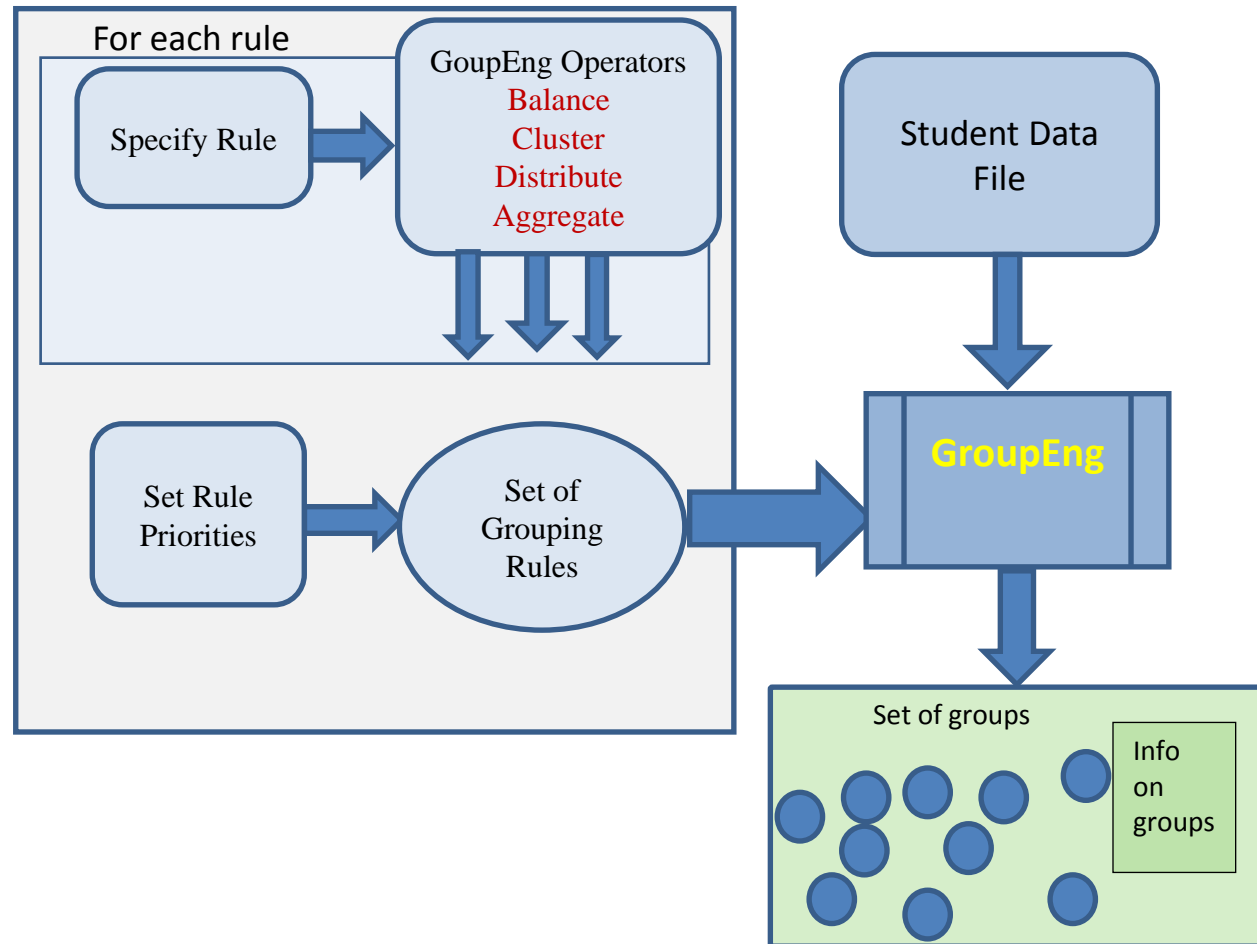 For each rule
Specify Rule
GoupEng Operators
Balance
Cluster
Distribute
Aggregate
Student Data
File
Set Rule
Priorities
Set of
Grouping
Rules
GroupEng
Set of groups
Info
on
groups